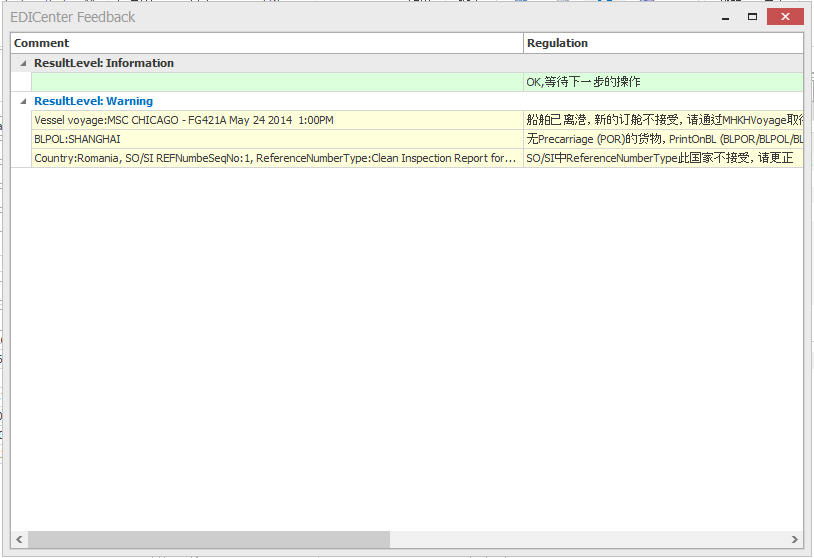 EDICenter Feedback
Comment Regulation
ResultLevel: Information
OK,等待下一步的操作
ResultLevel: Warning
Vessel voyage:MSC CHICAGO - FG421A May 24 2014 1:00PM 船舶已离港, 新的订舱不接受, 请通过MHKHVoyage取
BLPOL:SHANGHAI 无Precarriage (POR)的货物, PrintOnBL (BLPOR/BLPOL/BL
Country:Romania, SO/SI REFNumbeSeqNo:1, ReferenceNumberType:Clean Inspection Report for... SO/SI中ReferenceNumberType此国家不接受, 请更正